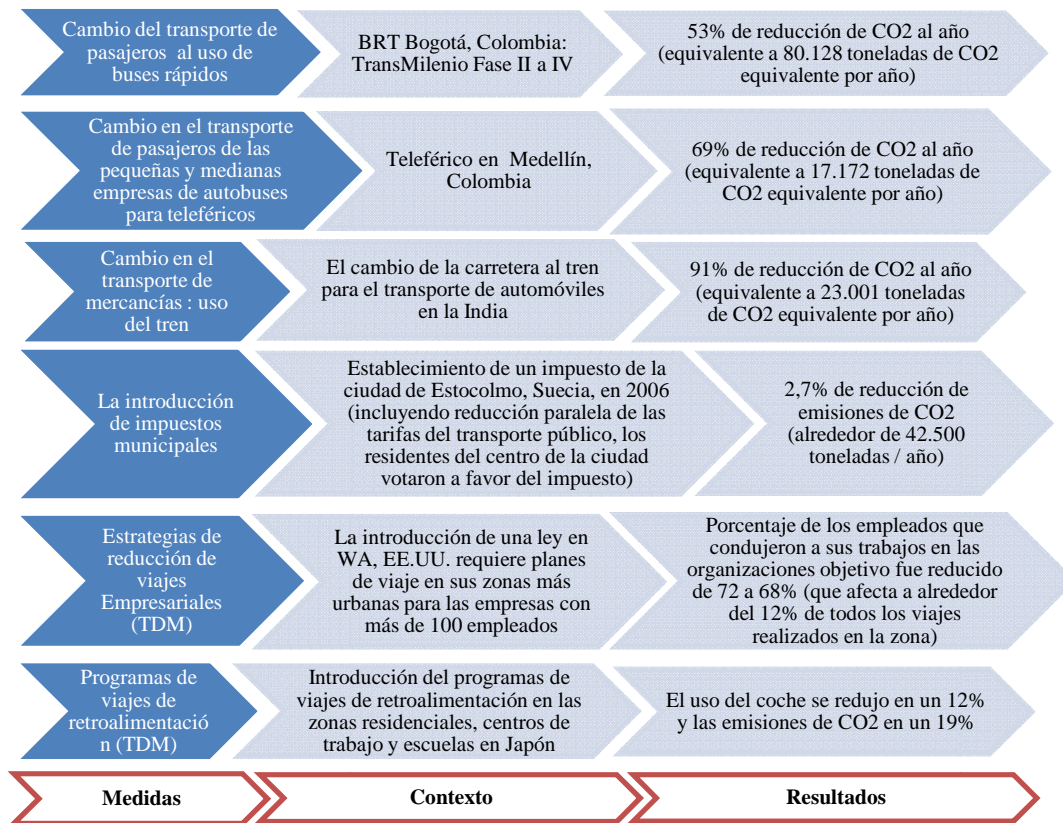 Cambio del transporte de
pasajeros al uso de
buses rápidos
BRT Bogotá, Colombia:
TransMilenio Fase II a IV
53% de reducción de CO2 al año
(equivalente a 80.128 toneladas de CO2
equivalente por año)
Cambio en el transporte
de pasajeros de las
pequeñas y medianas
empresas de autobuses
para teleféricos
Teleférico en Medellín,
Colombia
69% de reducción de CO2 al año
(equivalente a 17.172 toneladas de
CO2 equivalente por año)
Cambio en el
transporte de
mercancías : uso
del tren
El cambio de la carretera al tren
para el transporte de automóviles
en la India
91% de reducción de CO2 al año
(equivalente a 23.001 toneladas
de CO2 equivalente por año)
La introducción
de impuestos
municipales
Establecimiento de un impuesto de la
ciudad de Estocolmo, Suecia, en 2006
(incluyendo reducción paralela de las
tarifas del transporte público, los
residentes del centro de la ciudad
votaron a favor del impuesto)
2,7% de reducción de
emisiones de CO2
(alrededor de 42.500
toneladas / año)
Estrategias de
reducción de
viajes
Empresariales
(TDM)
La introducción de una ley en
WA, EE.UU. requiere planes
de viaje en sus zonas más
urbanas para las empresas con
más de 100 empleados
Porcentaje de los empleados que
condujeron a sus trabajos en las
organizaciones objetivo fue reducido
de 72 a 68% (que afecta a alrededor
del 12% de todos los viajes
realizados en la zona)
Programas de
viajes de
retroalimentació
n (TDM)
Introducción del programas de
viajes de retroalimentación en las
zonas residenciales, centros de
trabajo y escuelas en Japón
El uso del coche se redujo en un 12%
y las emisiones de CO2 en un 19%
Medidas
Contexto
Resultados